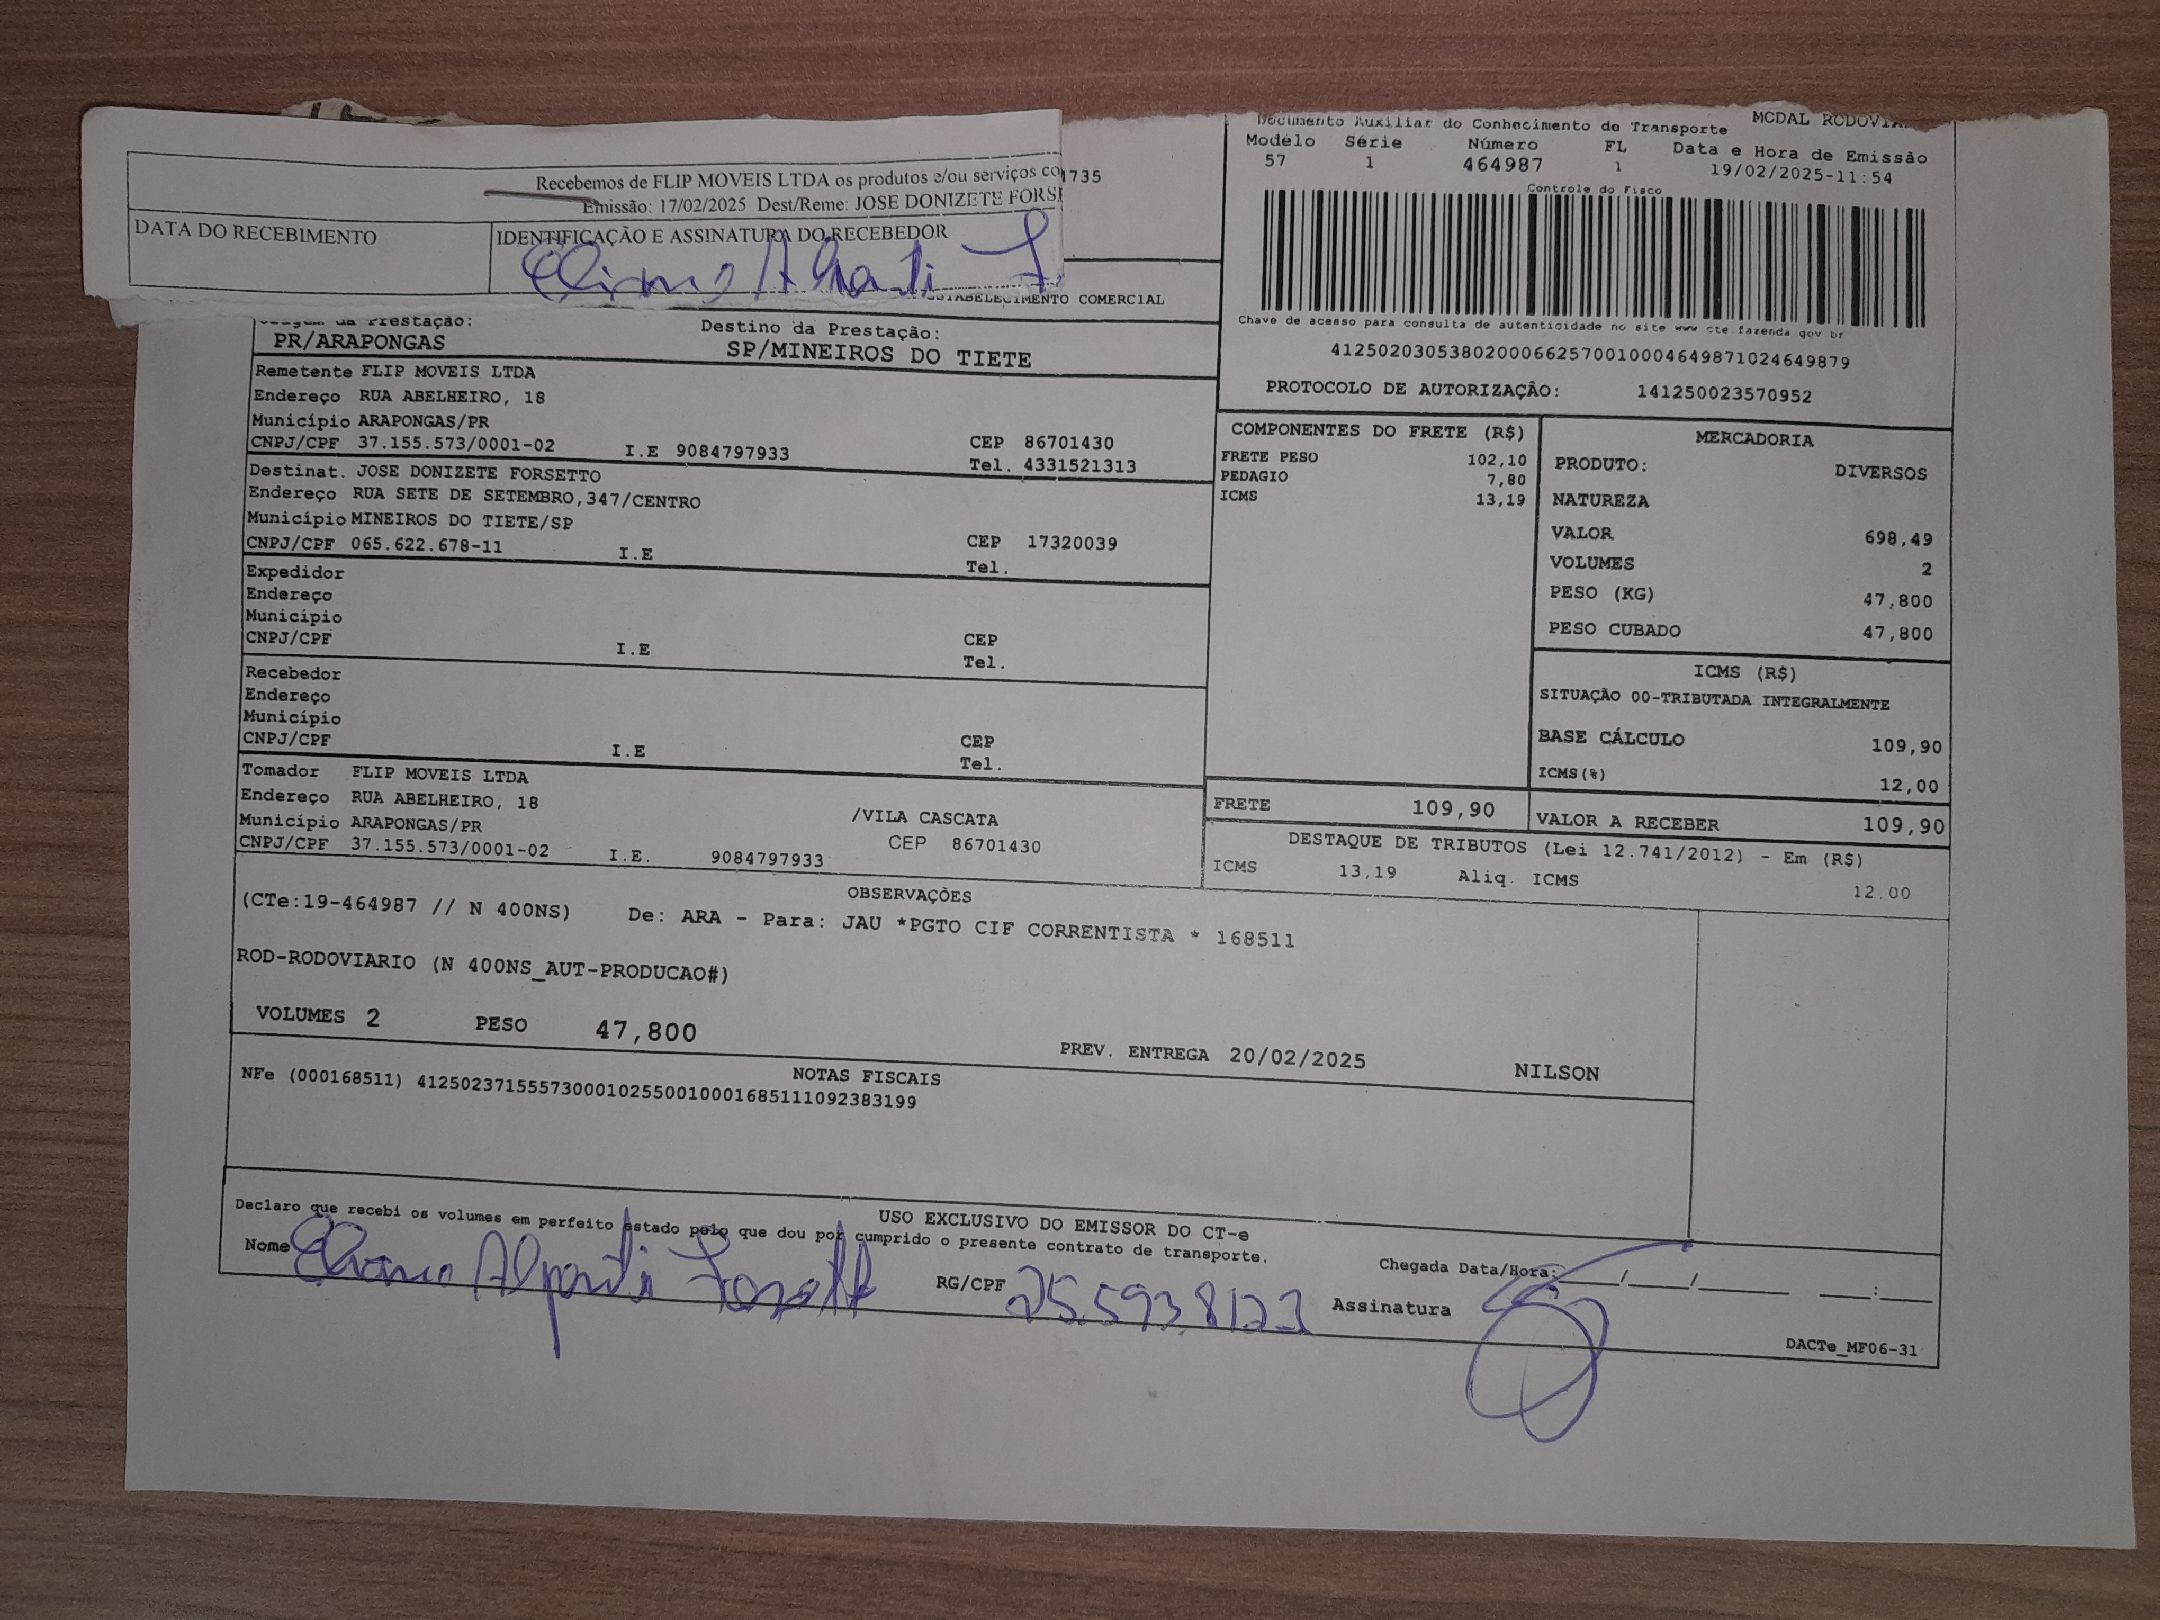 Recebemos de FLIP MOVEIS LTDA os produtos e/ou serviços co
Emissão: 17/02/2025 Dest/Reme: JOSE DONIZETE FORSE
DATA DO RECEBIMENTO
IDENTIFICAÇÃO E ASSINATURA DO RECEBEDOR
1735
ESTABELECIMENTO COMERCIAL
Documento Auxiliar do Conhecimento de Transporte
Modelo Série Número FL Data e Hora de Emissão
57 1 464987 1 19/02/2025-11:54
Controle do Fisco
Chave de acesso para consulta de autenticidade no site www cte fazenda gov br
41250203053802000662570010004649871024649879
PROTOCOLO DE AUTORIZAÇÃO: 141250023570952
da Prestação:
PR/ARAPONGAS
Destino da Prestação:
SP/MINEIROS DO TIETE
Remetente FLIP MOVEIS LTDA
Endereço RUA ABELHEIRO, 18
Município ARAPONGAS/PR
CNPJ/CPF 37.155.573/0001-02 I.E 9084797933 CEP 86701430
Tel. 4331521313
Destinat. JOSE DONIZETE FORSETTO
Endereço RUA SETE DE SETEMBRO,347/CENTRO
Município MINEIROS DO TIETE/SP
CNPJ/CPF 065.622.678-11 I.E CEP 17320039
Tel.
Expedidor
Endereço
Município
CNPJ/CPF I.E CEP
Tel.
Recebedor
Endereço
Município
CNPJ/CPF I.E CEP
Tel.
Tomador FLIP MOVEIS LTDA
Endereço RUA ABELHEIRO, 18 /VILA CASCATA
Município ARAPONGAS/PR CEP 86701430
CNPJ/CPF 37.155.573/0001-02 I.E. 9084797933
COMPONENTES DO FRETE (R$)
FRETE PESO 102,10
PEDAGIO 7,80
ICMS 13,19
MERCADORIA
PRODUTO: DIVERSOS
NATUREZA
VALOR 698,49
VOLUMES 2
PESO (KG) 47,800
PESO CUBADO 47,800
ICMS (R$)
SITUAÇÃO 00-TRIBUTADA INTEGRALMENTE
BASE CÁLCULO 109,90
ICMS(%) 12,00
FRETE 109,90
VALOR A RECEBER 109,90
DESTAQUE DE TRIBUTOS (Lei 12.741/2012) - Em (R$)
ICMS 13,19 Aliq. ICMS 12,00
OBSERVAÇÕES
(CTe:19-464987 // N 400NS) De: ARA - Para: JAU *PGTO CIF CORRENTISTA * 168511
ROD-RODOVIARIO (N 400NS_AUT-PRODUCAO#)
VOLUMES 2 PESO 47,800
PREV. ENTREGA 20/02/2025 NILSON
NOTAS FISCAIS
NFe (000168511) 41250237155573000102550010001685111092383199
USO EXCLUSIVO DO EMISSOR DO CT-e
Declaro que recebi os volumes em perfeito estado pelo que dou por cumprido o presente contrato de transporte.
Nome RG/CPF 25.593.812-3 Chegada Data/Hora: / / :
Assinatura
DACTe_MF06-31